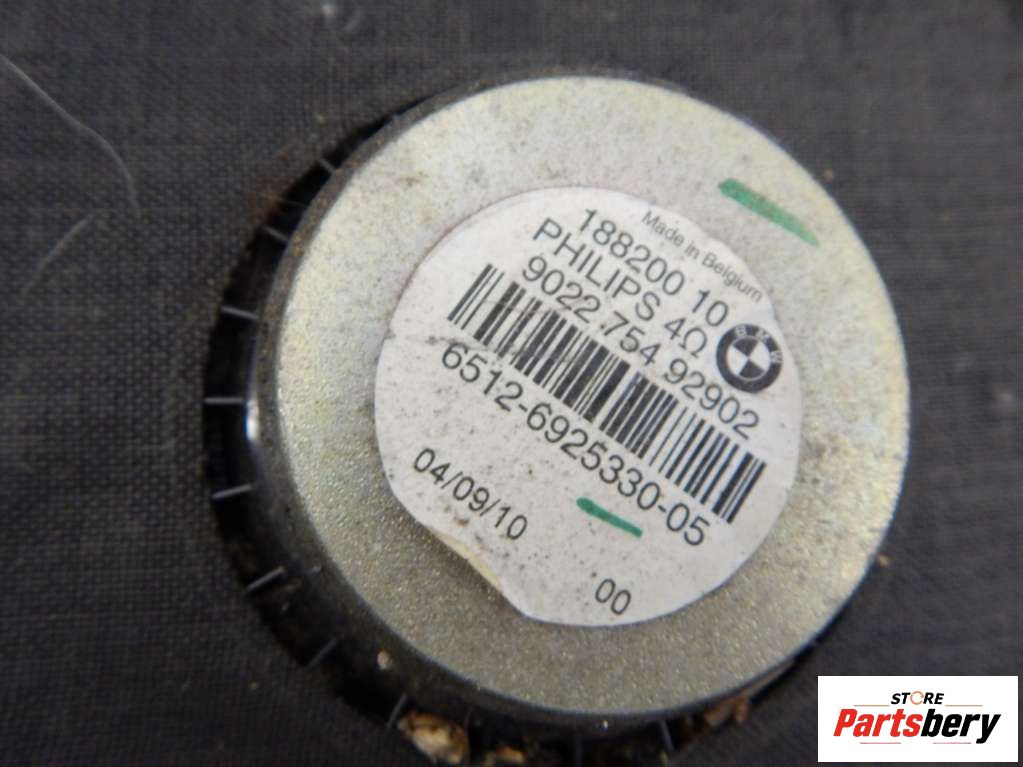 Made in Belgium
188200 10
PHILIPS 4Ω
9022 754 92902
BMW
6512-6925330-05
04/09/10
00
STORE
Partsbery